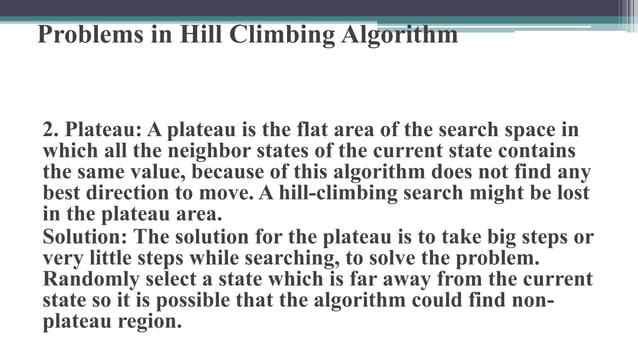 Problems in Hill Climbing Algorithm
2. Plateau: A plateau is the flat area of the search space in
which all the neighbor states of the current state contains
the same value, because of this algorithm does not find any
best direction to move. A hill-climbing search might be lost
in the plateau area.
Solution: The solution for the plateau is to take big steps or
very little steps while searching, to solve the problem.
Randomly select a state which is far away from the current
state so it is possible that the algorithm could find non-
plateau region.